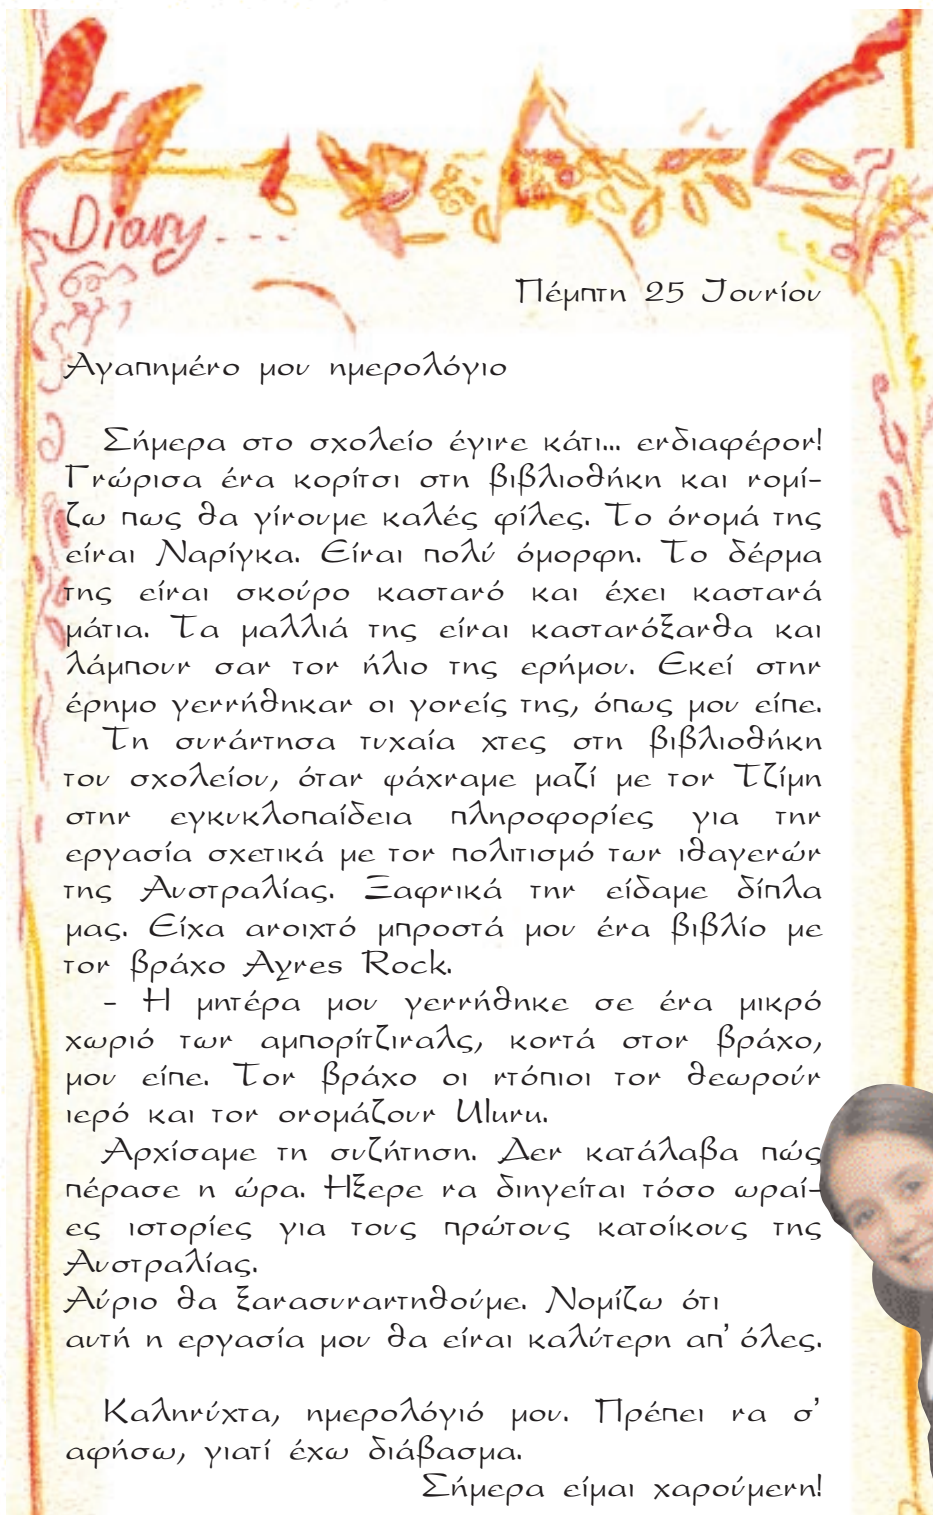 Diary....
Πέμπτη 25 Ιουνίου
Αγαπημένο μου ημερολόγιο
Σήμερα στο σχολείο έγινε κάτι... ενδιαφέρον!
Γνώρισα ένα κορίτσι στη βιβλιοθήκη και νομί-
ζω πως θα γίνουμε καλές φίλες. Το όνομά της
είναι Ναρίγκα. Είναι πολύ όμορφη. Το δέρμα
της είναι σκούρο καστανό και έχει καστανά
μάτια. Τα μαλλιά της είναι καστανόξανθα και
λάμπουν σαν τον ήλιο της ερήμου. Εκεί στην
έρημο γεννήθηκαν οι γονείς της, όπως μου είπε.
Τη συνάντησα τυχαία χτες στη βιβλιοθήκη
του σχολείου, όταν ψάχναμε μαζί με τον Τζίμη
στην εγκυκλοπαίδεια πληροφορίες για την
εργασία σχετικά με τον πολιτισμό των ιθαγενών
της Αυστραλίας. Ξαφνικά την είδαμε δίπλα
μας. Είχα ανοιχτό μπροστά μου ένα βιβλίο με
τον βράχο Ayres Rock.
- Η μητέρα μου γεννήθηκε σε ένα μικρό
χωριό των αμπορίτζιναλς, κοντά στον βράχο,
μου είπε. Τον βράχο οι ντόπιοι τον θεωρούν
ιερό και τον ονομάζουν Uluru.
Αρχίσαμε τη συζήτηση. Δεν κατάλαβα πώς
πέρασε η ώρα. Ηξερε να διηγείται τόσο ωραί-
ες ιστορίες για τους πρώτους κατοίκους της
Αυστραλίας.
Αύριο θα ξανασυναντηθούμε. Νομίζω ότι
αυτή η εργασία μου θα είναι καλύτερη απ' όλες.
Καληνύχτα, ημερολόγιό μου. Πρέπει να σ'
αφήσω, γιατί έχω διάβασμα.
Σήμερα είμαι χαρούμενη!